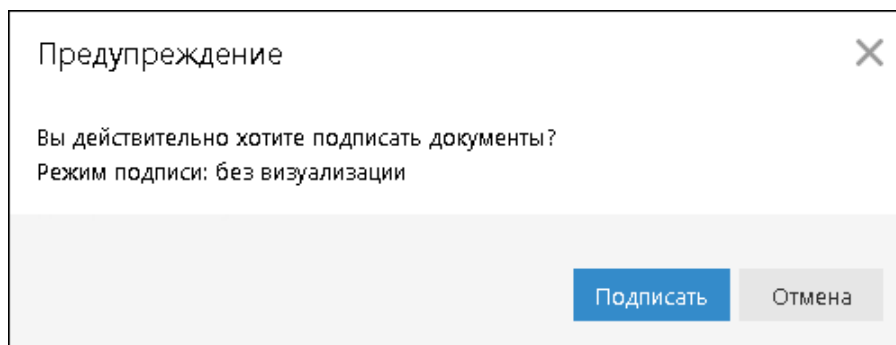 Предупреждение
Вы действительно хотите подписать документы?
Режим подписи: без визуализации
Подписать
Отмена